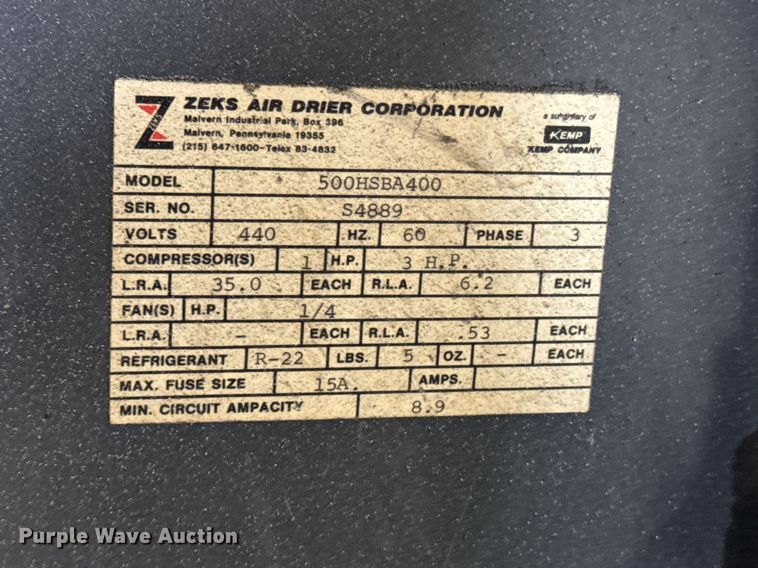 ZEKS AIR DRIER CORPORATION
Malvern Industrial Park, Box 396
Malvern, Pennsylvania 19355
(215) 647-1600-Telex 83-4832
ZEKS
a subsidiary of
KEMP
KEMP COMPANY
MODEL 500HSBA400
SER. NO. S4889
VOLTS 440 HZ. 60 PHASE 3
COMPRESSOR(S) 1 H.P. 3 H.P.
L.R.A. 35.0 EACH R.L.A. 6.2 EACH
FAN(S) H.P. 1/4
L.R.A. - EACH R.L.A. .53 EACH
REFRIGERANT R-22 LBS. 5 OZ. - EACH
MAX. FUSE SIZE 15A. AMPS.
MIN. CIRCUIT AMPACITY 8.9
Purple Wave Auction